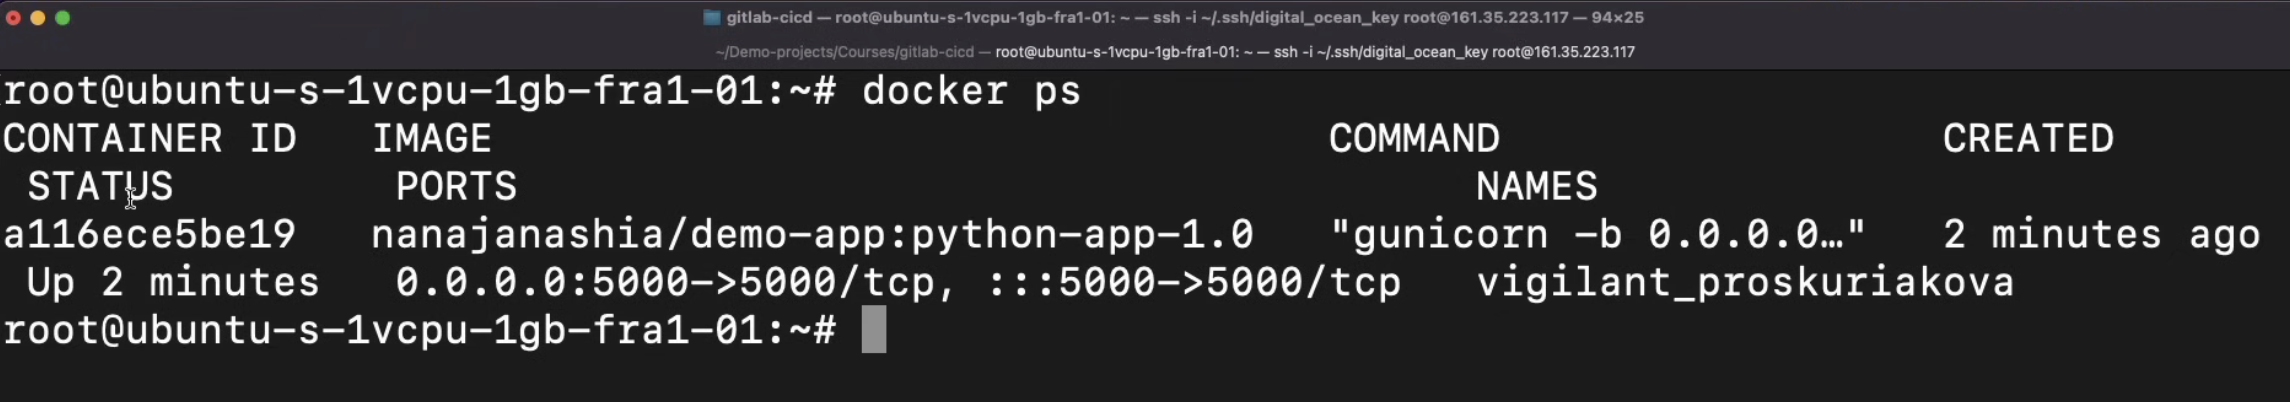 gitlab-cicd — root@ubuntu-s-1vcpu-1gb-fra1-01: ~ — ssh -i ~/.ssh/digital_ocean_key root@161.35.223.117 — 94×25
~/Demo-projects/Courses/gitlab-cicd — root@ubuntu-s-1vcpu-1gb-fra1-01: ~ — ssh -i ~/.ssh/digital_ocean_key root@161.35.223.117
root@ubuntu-s-1vcpu-1gb-fra1-01:~# docker ps
CONTAINER ID   IMAGE                                  COMMAND                  CREATED
 STATUS         PORTS                                       NAMES
a116ece5be19   nanajanashia/demo-app:python-app-1.0   "gunicorn -b 0.0.0.0…"   2 minutes ago
 Up 2 minutes   0.0.0.0:5000->5000/tcp, :::5000->5000/tcp   vigilant_proskuriakova
root@ubuntu-s-1vcpu-1gb-fra1-01:~#